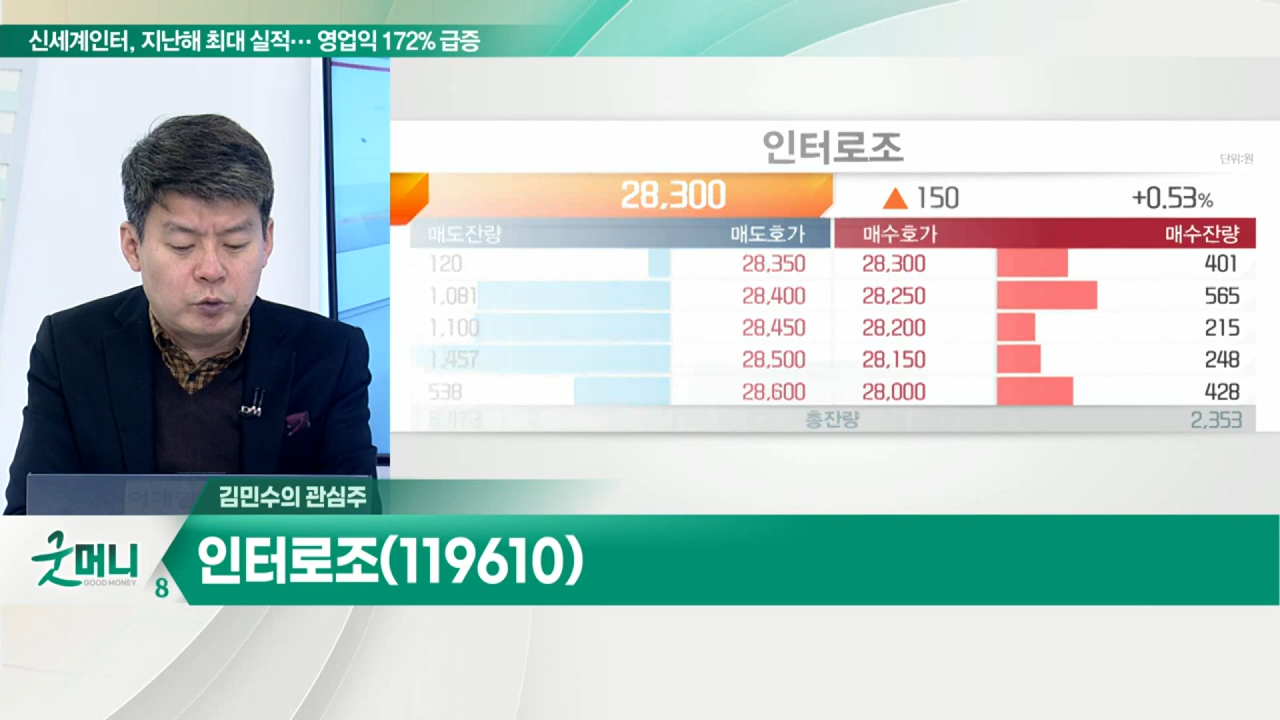 신세계인터, 지난해 최대 실적… 영업익 172% 급증
인터로조
단위:원
28,300 ▲ 150 +0.53%
매도잔량 매도호가 매수호가 매수잔량
120 28,350 28,300 401
1,081 28,400 28,250 565
1,100 28,450 28,200 215
1,457 28,500 28,150 248
538 28,600 28,000 428
총잔량 2,353
김민수의 관심주
굿머니
GOOD MONEY
8
인터로조(119610)